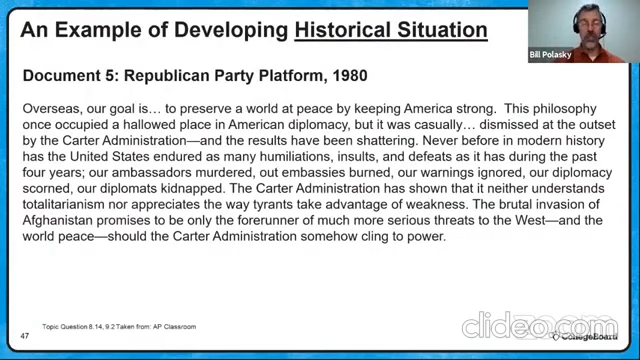 An Example of Developing Historical Situation
Bill Polasky
Document 5: Republican Party Platform, 1980
Overseas, our goal is… to preserve a world at peace by keeping America strong. This philosophy
once occupied a hallowed place in American diplomacy, but it was casually… dismissed at the outset
by the Carter Administration—and the results have been shattering. Never before in modern history
has the United States endured as many humiliations, insults, and defeats as it has during the past
four years; our ambassadors murdered, out embassies burned, our warnings ignored, our diplomacy
scorned, our diplomats kidnapped. The Carter Administration has shown that it neither understands
totalitarianism nor appreciates the way tyrants take advantage of weakness. The brutal invasion of
Afghanistan promises to be only the forerunner of much more serious threats to the West—and the
world peace—should the Carter Administration somehow cling to power.
Topic Question 8.14, 9.2 Taken from: AP Classroom
47
CollegeBoard
clideo.com